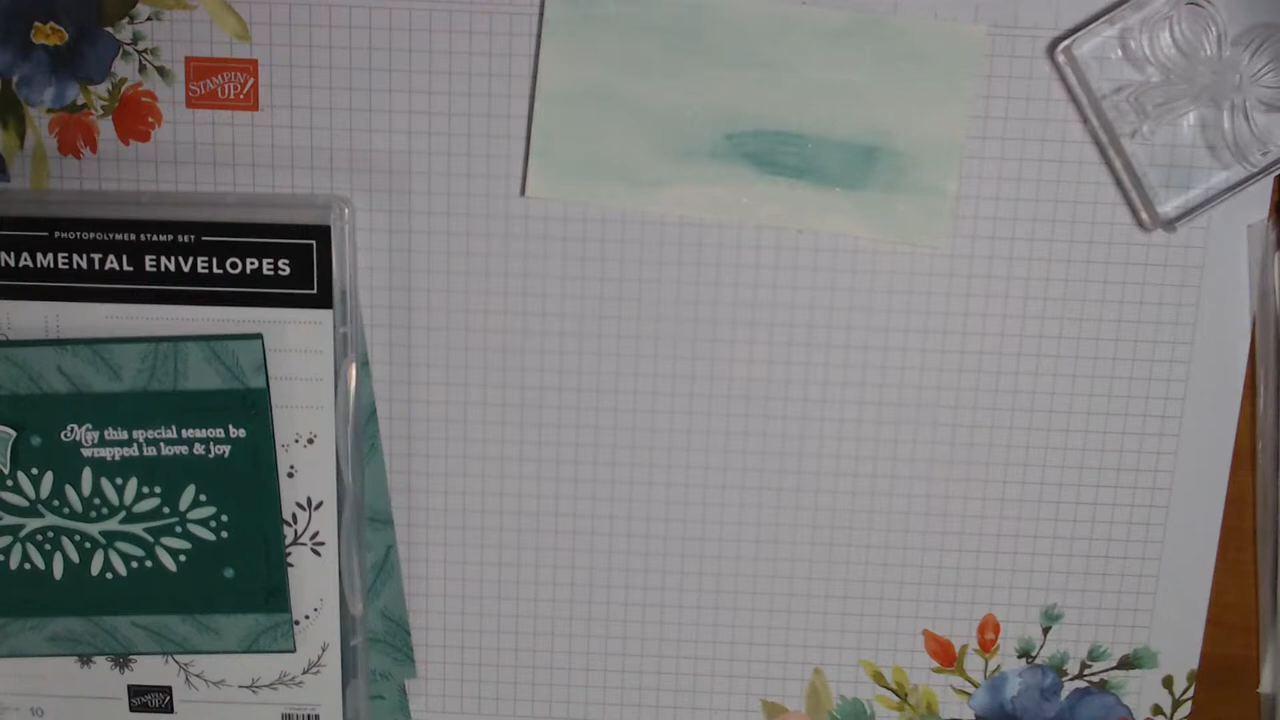 STAMPIN' UP!
PHOTOPOLYMER STAMP SET
NAMENTAL ENVELOPES
May this special season be
wrapped in love & joy
STAMPIN' UP!
10